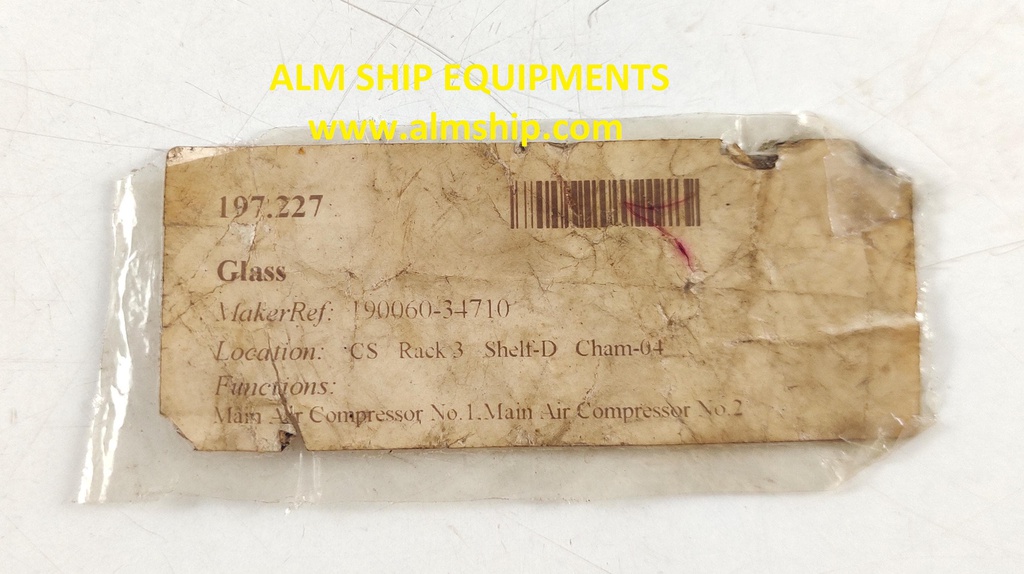 ALM SHIP EQUIPMENTS
www.almship.com
197.227
Glass
MakerRef: 190060-34710
Location: CS Rack 3 Shelf-D Cham-04
Functions:
Main Air Compressor No.1,Main Air Compressor No.2